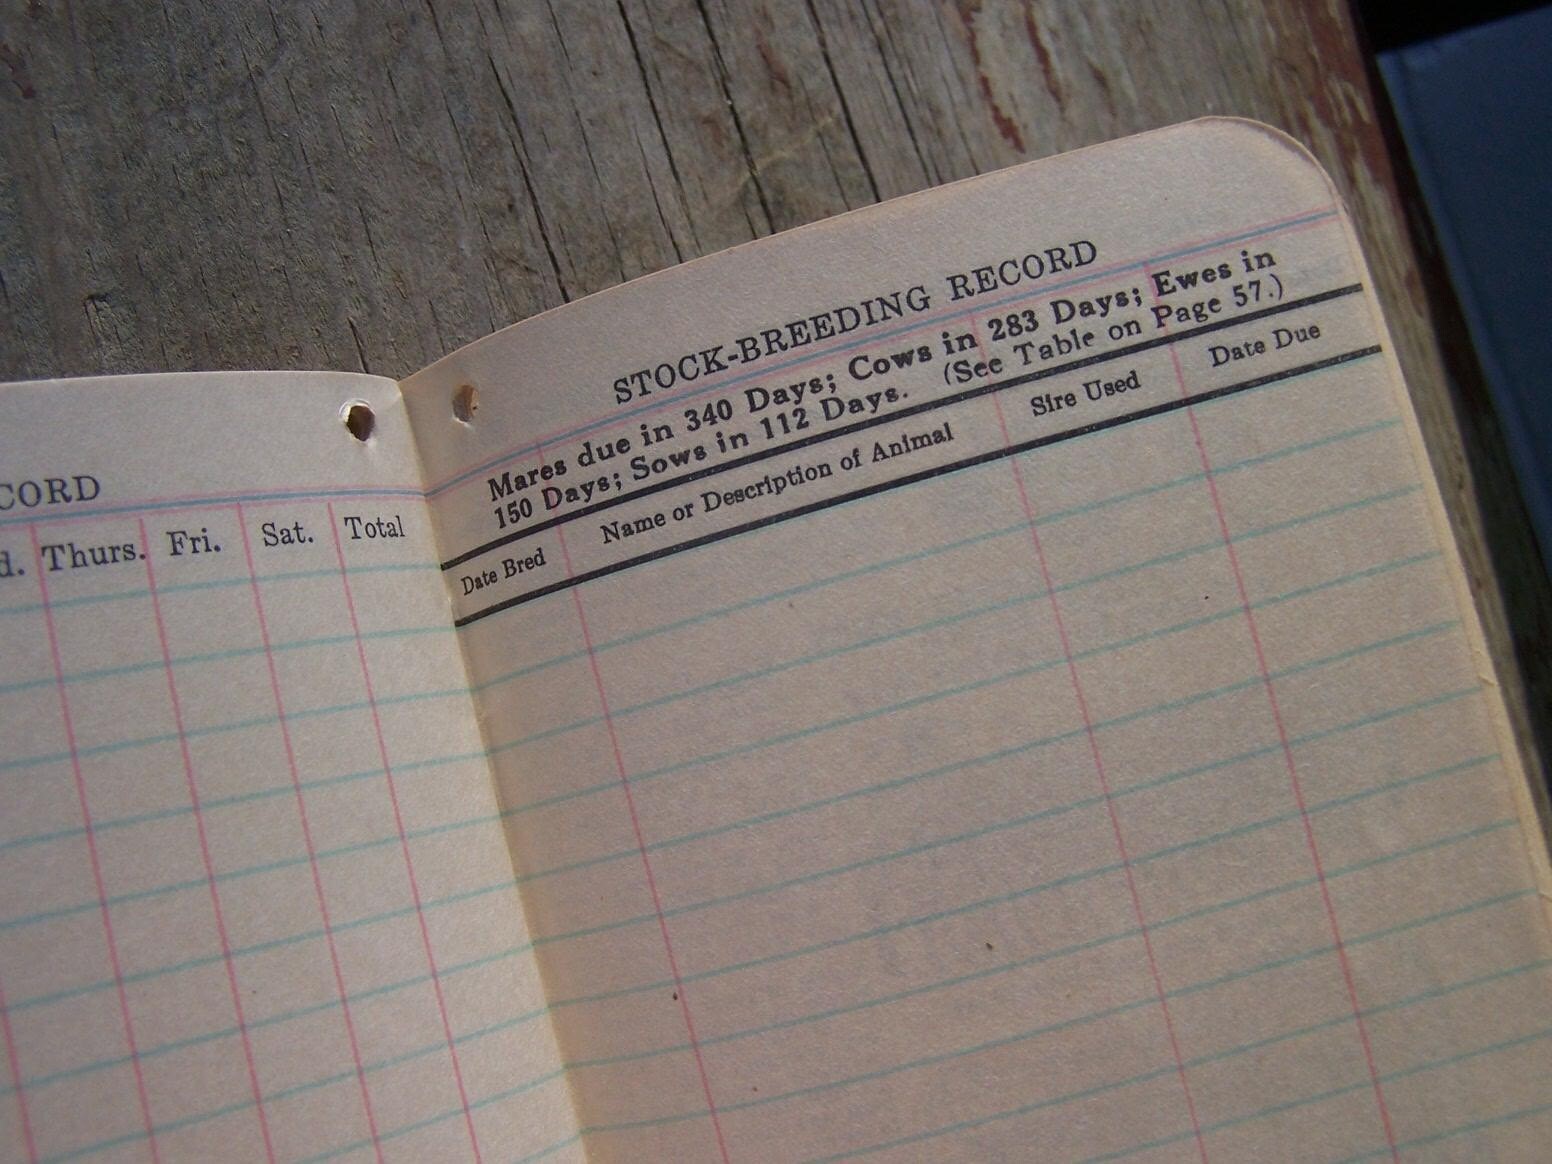 CORD
d. Thurs. Fri. Sat. Total
STOCK-BREEDING RECORD
Mares due in 340 Days; Cows in 283 Days; Ewes in
150 Days; Sows in 112 Days. (See Table on Page 57.)
Date Bred Name or Description of Animal Sire Used Date Due